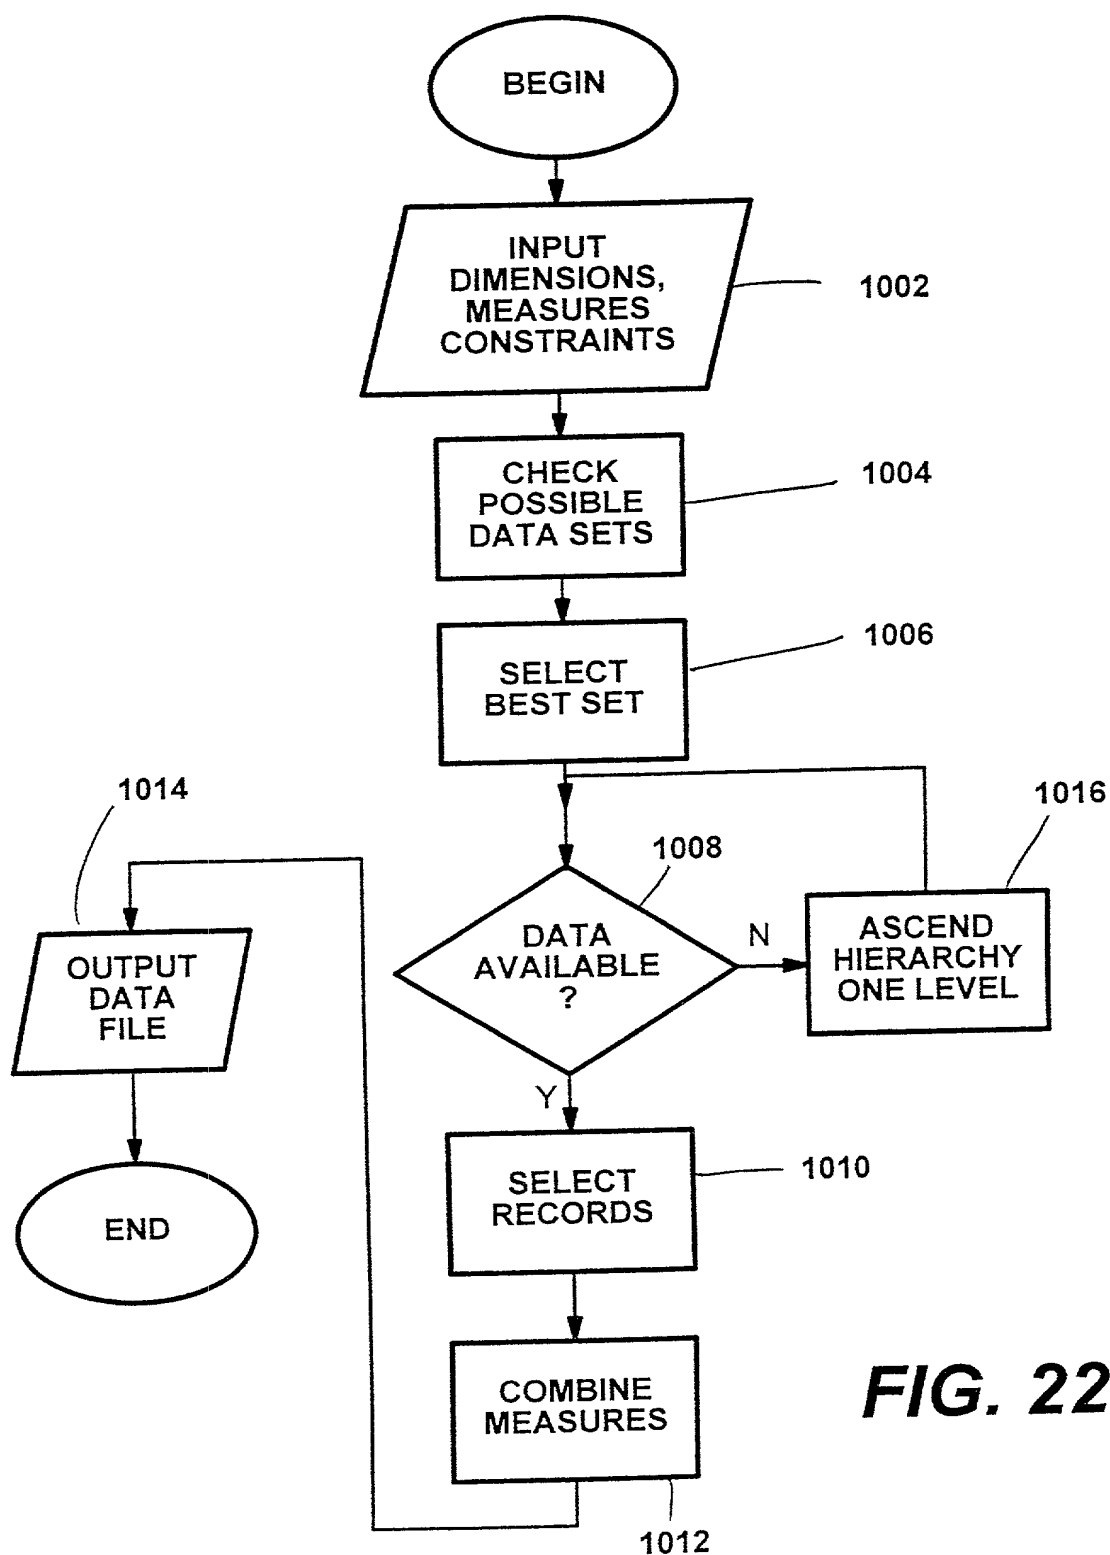 BEGIN
INPUT
DIMENSIONS,
MEASURES
CONSTRAINTS
1002
CHECK
POSSIBLE
DATA SETS
1004
SELECT
BEST SET
1006
1008
DATA
AVAILABLE
?
N
1016
ASCEND
HIERARCHY
ONE LEVEL
Y
SELECT
RECORDS
1010
COMBINE
MEASURES
1012
1014
OUTPUT
DATA
FILE
END
FIG. 22